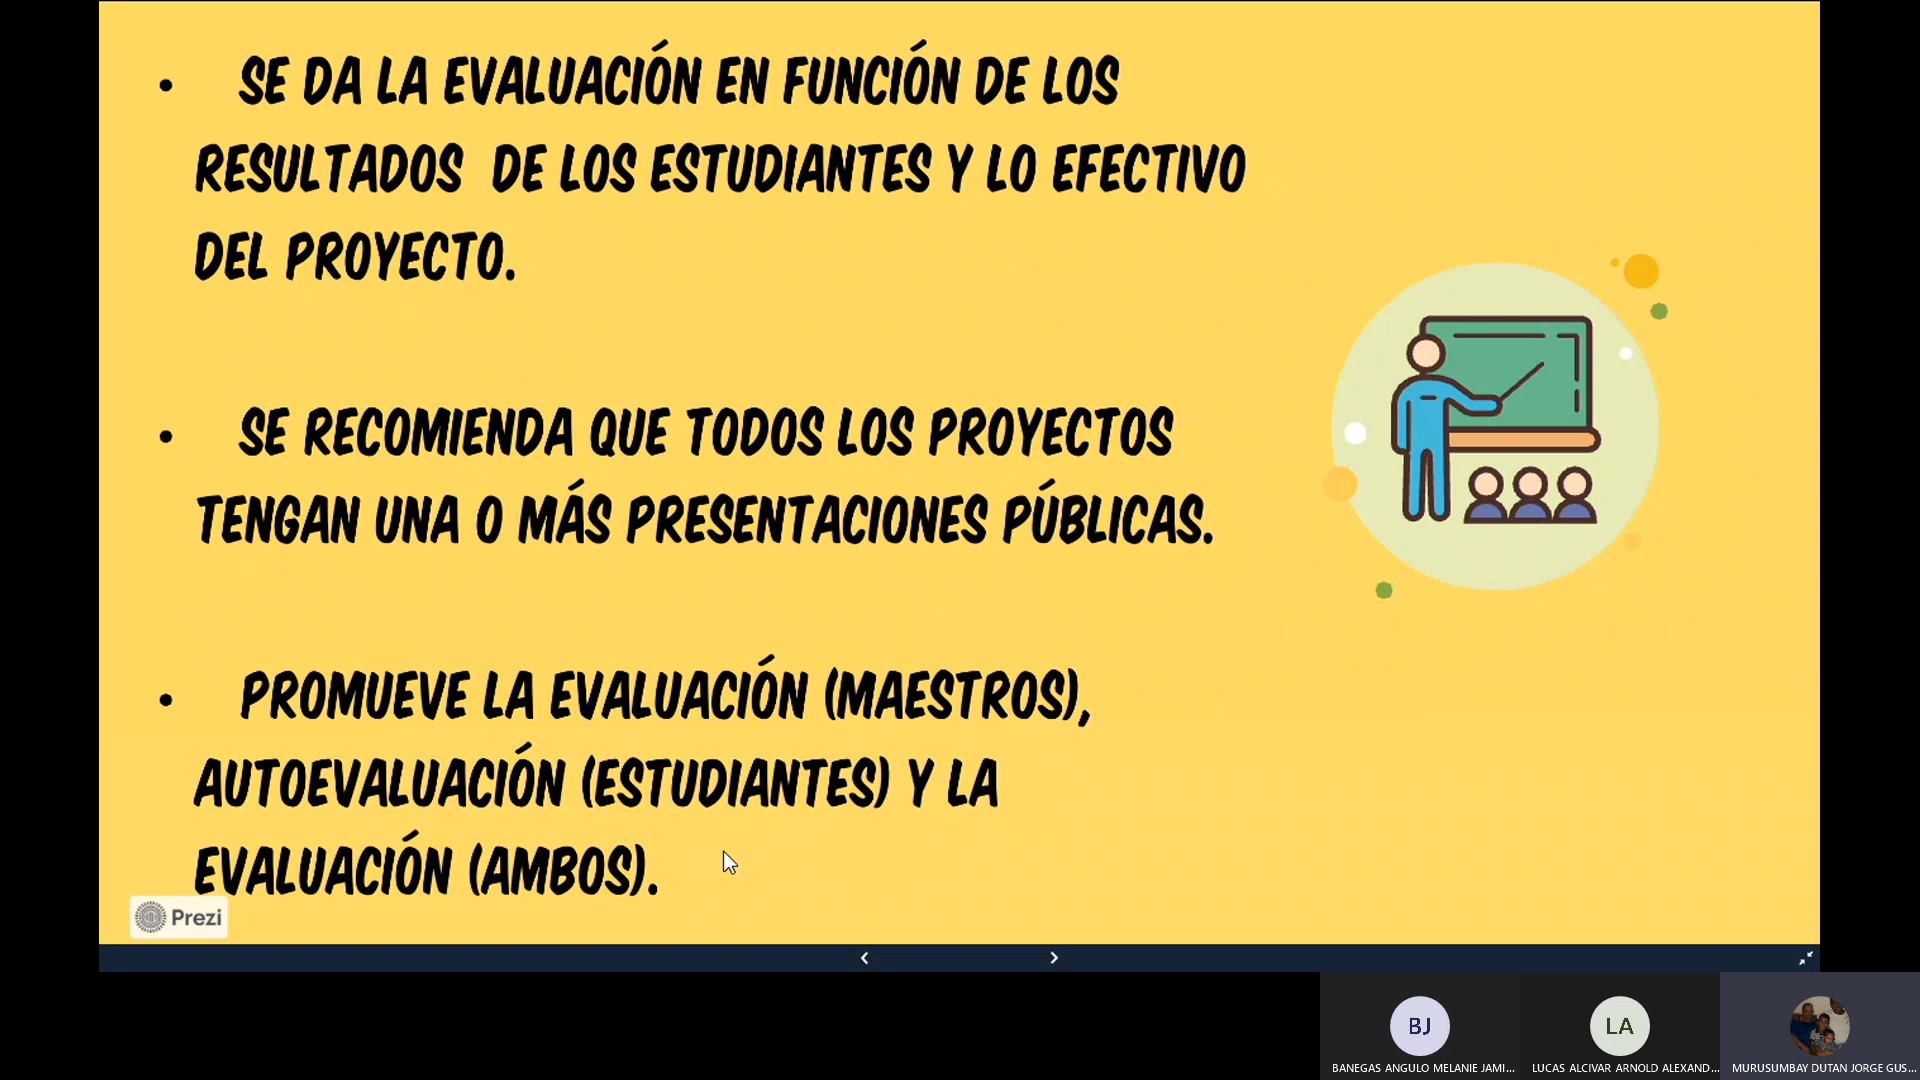 • SE DA LA EVALUACIÓN EN FUNCIÓN DE LOS
RESULTADOS DE LOS ESTUDIANTES Y LO EFECTIVO
DEL PROYECTO.
• SE RECOMIENDA QUE TODOS LOS PROYECTOS
TENGAN UNA O MÁS PRESENTACIONES PÚBLICAS.
• PROMUEVE LA EVALUACIÓN (MAESTROS),
AUTOEVALUACIÓN (ESTUDIANTES) Y LA
EVALUACIÓN (AMBOS).
Prezi
BJ
LA
BANEGAS ANGULO MELANIE JAMI...
LUCAS ALCIVAR ARNOLD ALEXAND...
MURUSUMBAY DUTAN JORGE GUS...